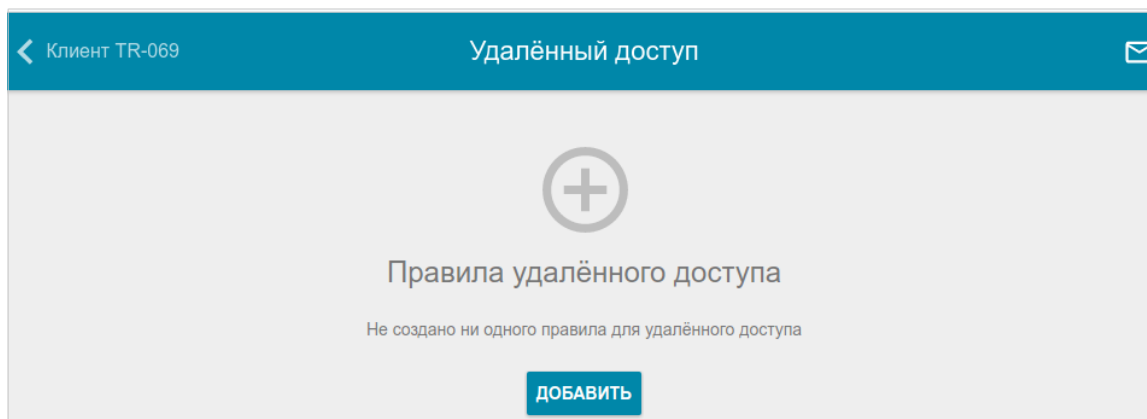 Клиент TR-069
Удалённый доступ
Правила удалённого доступа
Не создано ни одного правила для удалённого доступа
ДОБАВИТЬ